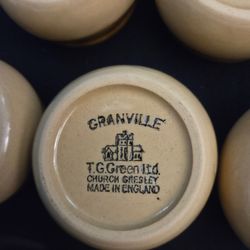 GRANVILLE
T.G.Green Ltd.
CHURCH GRESLEY
MADE IN ENGLAND